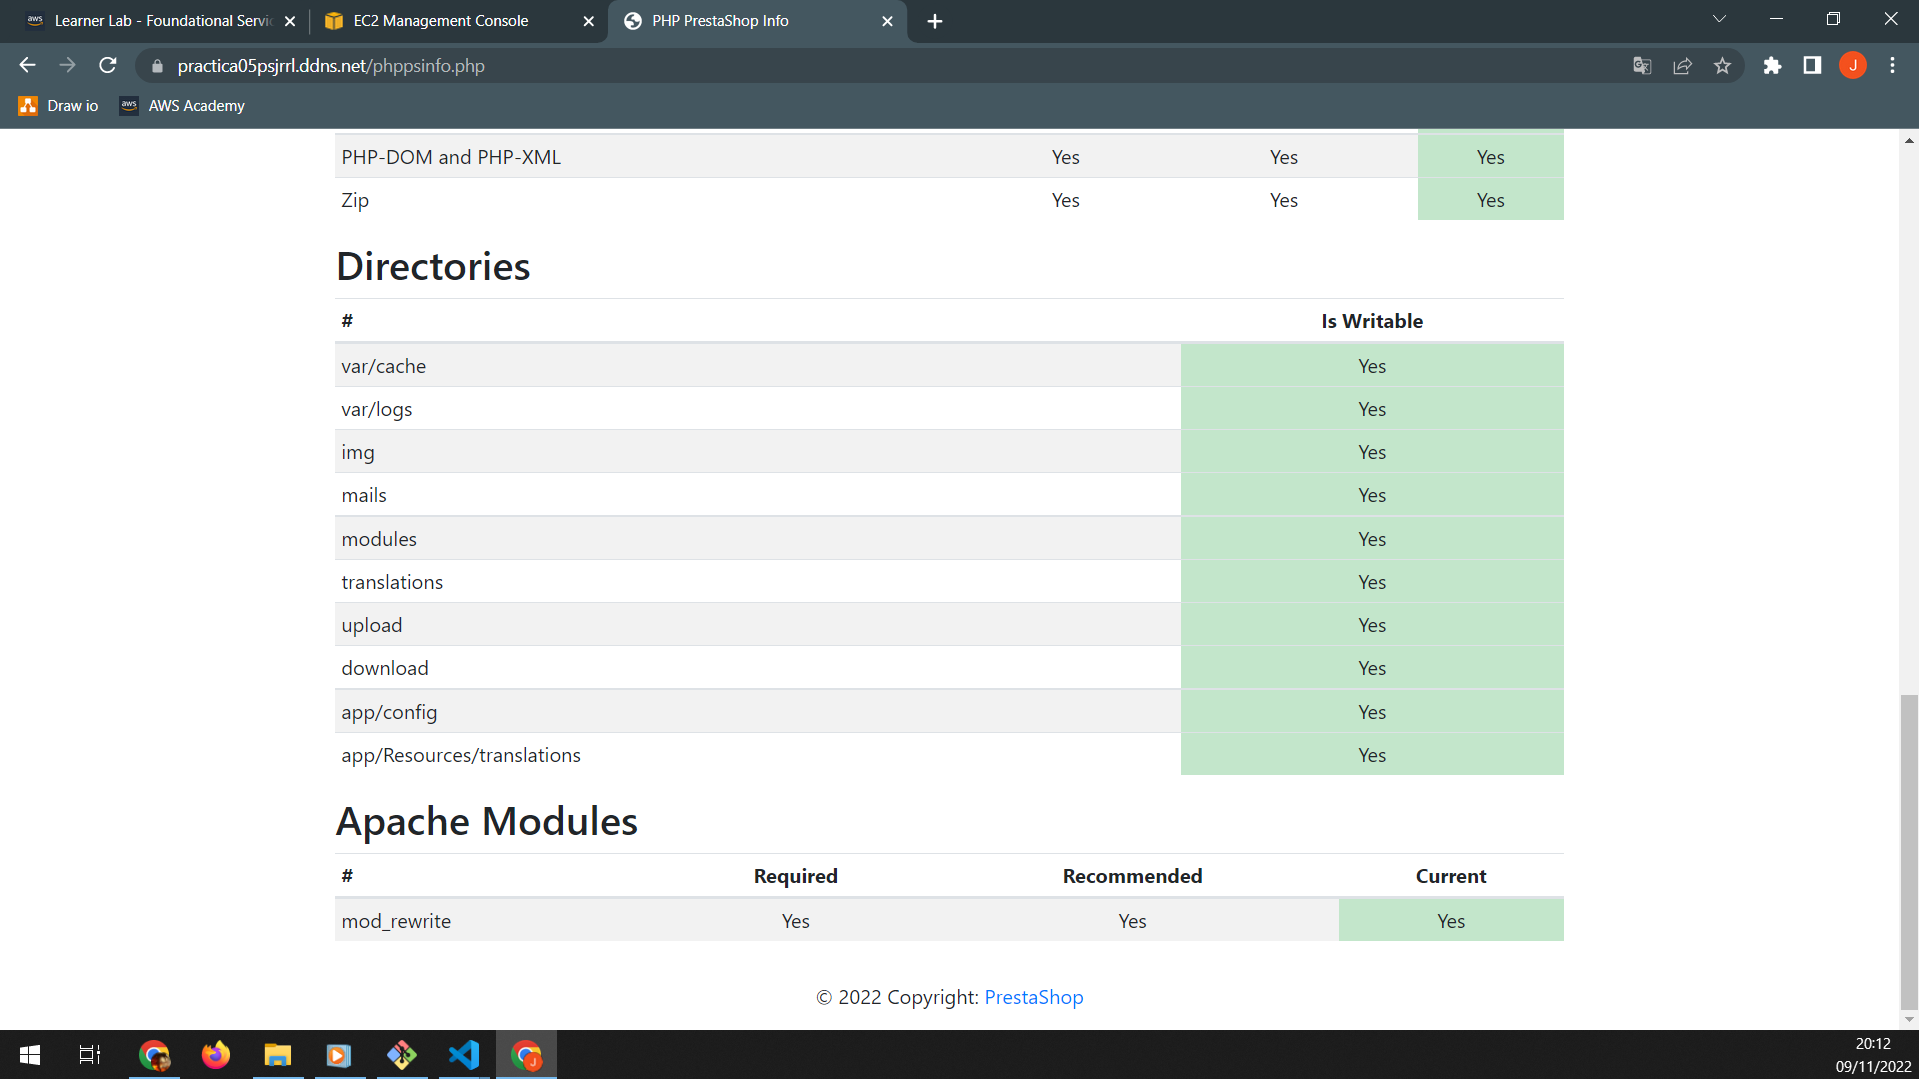 aws Learner Lab - Foundational Servic
EC2 Management Console
PHP PrestaShop Info
practica05psjrrl.ddns.net/phppsinfo.php
J
Draw io
aws AWS Academy
PHP-DOM and PHP-XML Yes Yes Yes
Zip Yes Yes Yes
Directories
# Is Writable
var/cache Yes
var/logs Yes
img Yes
mails Yes
modules Yes
translations Yes
upload Yes
download Yes
app/config Yes
app/Resources/translations Yes
Apache Modules
# Required Recommended Current
mod_rewrite Yes Yes Yes
© 2022 Copyright: PrestaShop
J
20:12
09/11/2022